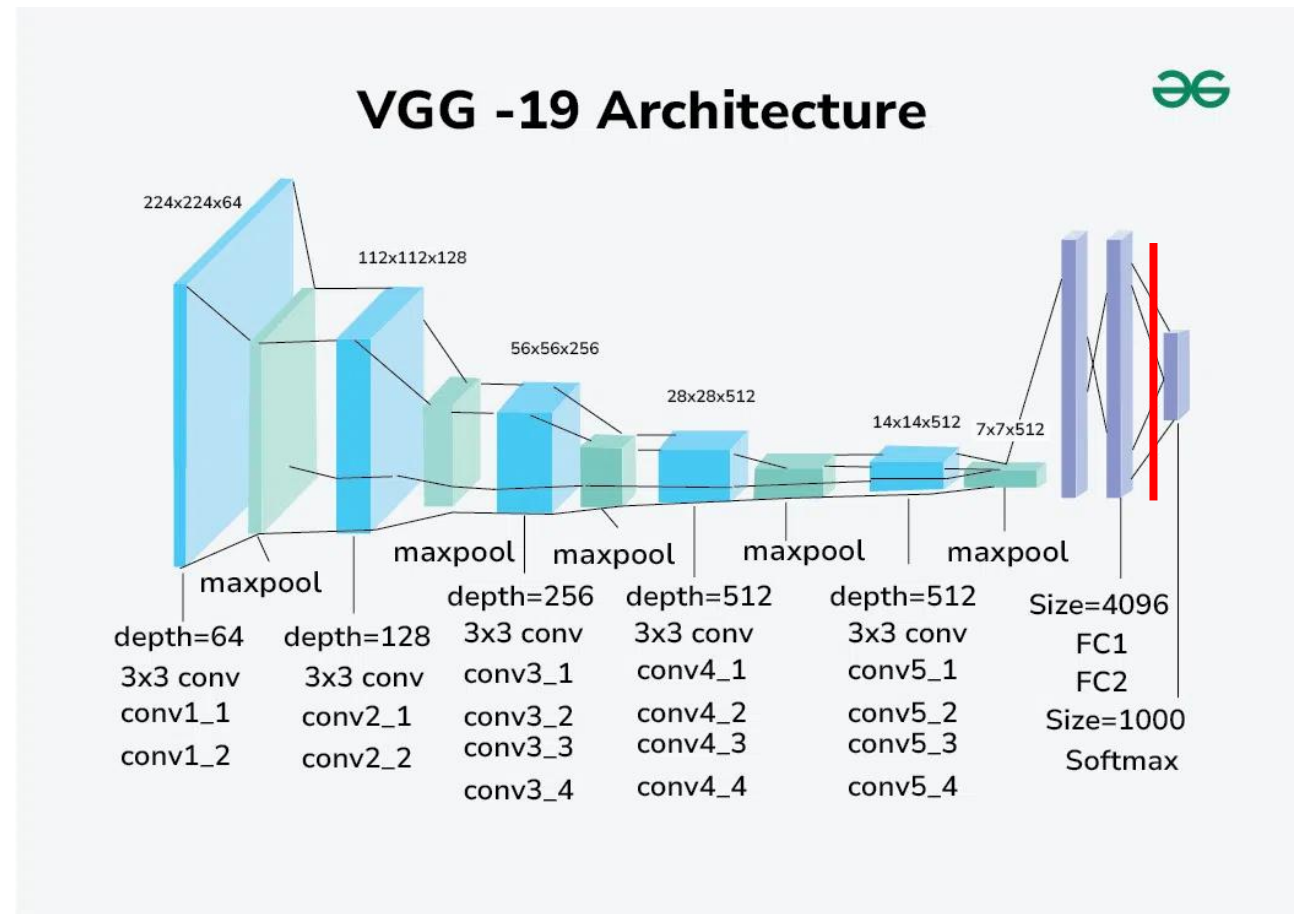 VGG -19 Architecture
224x224x64
112x112x128
56x56x256
28x28x512
14x14x512
7x7x512
maxpool
maxpool
maxpool
maxpool
maxpool
depth=64
3x3 conv
conv1_1
conv1_2
depth=128
3x3 conv
conv2_1
conv2_2
depth=256
3x3 conv
conv3_1
conv3_2
conv3_3
conv3_4
depth=512
3x3 conv
conv4_1
conv4_2
conv4_3
conv4_4
depth=512
3x3 conv
conv5_1
conv5_2
conv5_3
conv5_4
Size=4096
FC1
FC2
Size=1000
Softmax